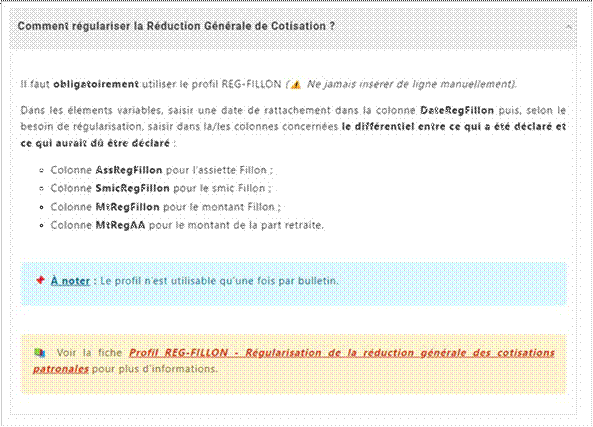 Comment régulariser la Réduction Générale de Cotisation ?
Il faut obligatoirement utiliser le profil REG-FILLON (⚠ Ne jamais insérer de ligne manuellement).
Dans les éléments variables, saisir une date de rattachement dans la colonne DateRegFillon puis, selon le
besoin de régularisation, saisir dans la/les colonnes concernées le différentiel entre ce qui a été déclaré et
ce qui aurait dû être déclaré :
Colonne AssRegFillon pour l'assiette Fillon ;
Colonne SmicRegFillon pour le smic Fillon ;
Colonne MtRegFillon pour le montant Fillon ;
Colonne MtRegAA pour le montant de la part retraite.
📌 À noter : Le profil n'est utilisable qu'une fois par bulletin.
📚 Voir la fiche Profil REG-FILLON - Régularisation de la réduction générale des cotisations
patronales pour plus d'informations.